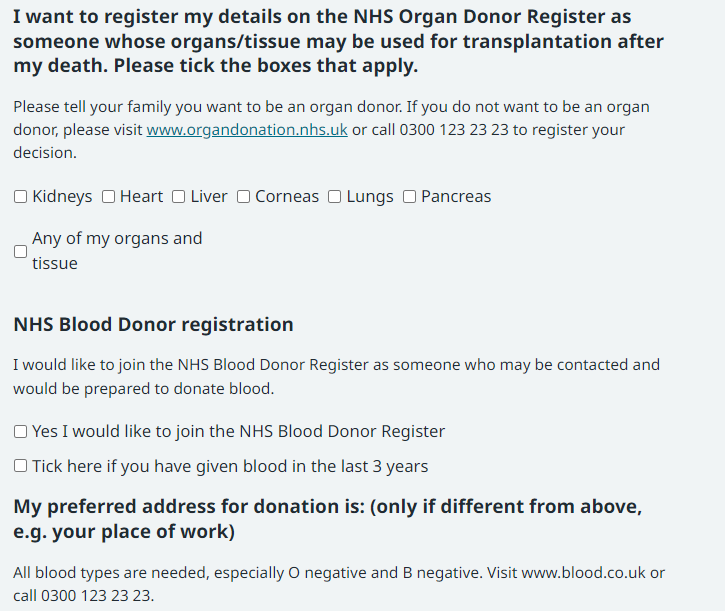 I want to register my details on the NHS Organ Donor Register as
someone whose organs/tissue may be used for transplantation after
my death. Please tick the boxes that apply.
Please tell your family you want to be an organ donor. If you do not want to be an organ
donor, please visit www.organdonation.nhs.uk or call 0300 123 23 23 to register your
decision.
Kidneys Heart Liver Corneas Lungs Pancreas
Any of my organs and
tissue
NHS Blood Donor registration
I would like to join the NHS Blood Donor Register as someone who may be contacted and
would be prepared to donate blood.
Yes I would like to join the NHS Blood Donor Register
Tick here if you have given blood in the last 3 years
My preferred address for donation is: (only if different from above,
e.g. your place of work)
All blood types are needed, especially O negative and B negative. Visit www.blood.co.uk or
call 0300 123 23 23.